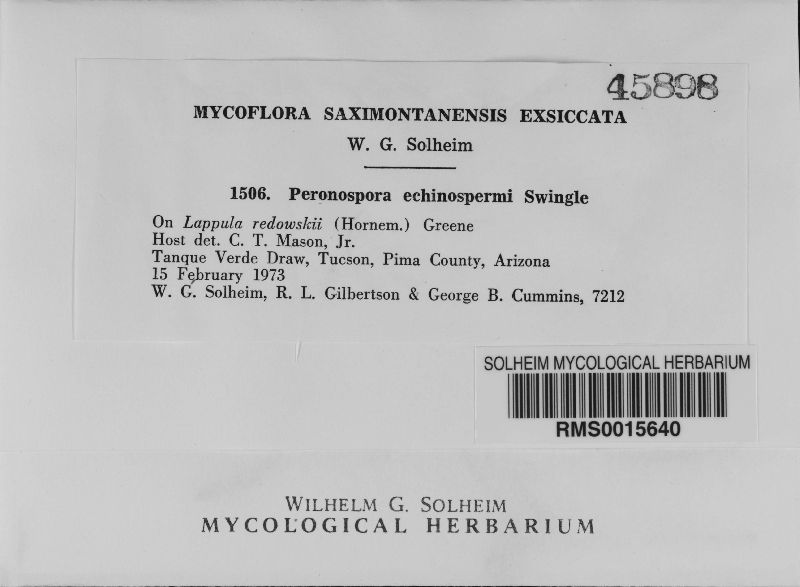 45898
MYCOFLORA SAXIMONTANENSIS EXSICCATA
W. G. Solheim
1506. Peronospora echinospermi Swingle
On Lappula redowskii (Hornem.) Greene
Host det. C. T. Mason, Jr.
Tanque Verde Draw, Tucson, Pima County, Arizona
15 February 1973
W. G. Solheim, R. L. Gilbertson & George B. Cummins, 7212
SOLHEIM MYCOLOGICAL HERBARIUM
RMS0015640
WILHELM G. SOLHEIM
MYCOLOGICAL HERBARIUM